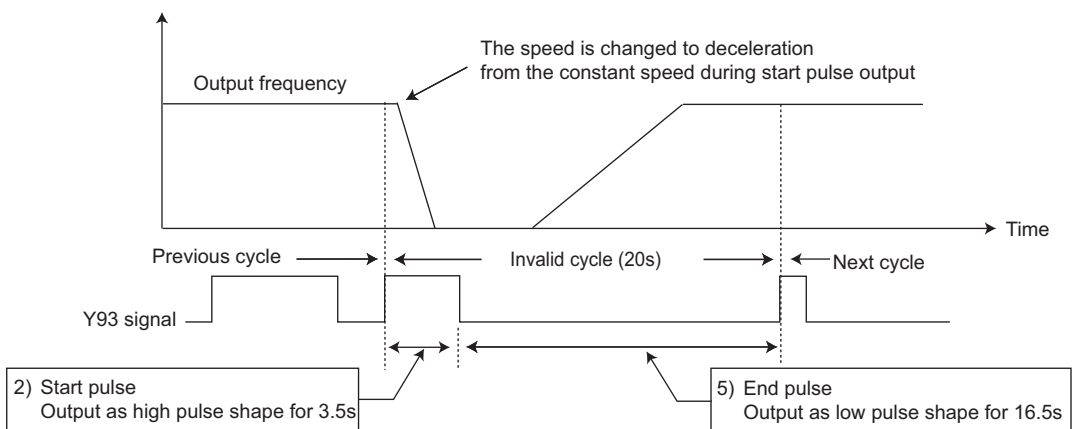 The speed is changed to deceleration
from the constant speed during start pulse output
Output frequency
Time
Previous cycle
Invalid cycle (20s)
Next cycle
Y93 signal
2) Start pulse
Output as high pulse shape for 3.5s
5) End pulse
Output as low pulse shape for 16.5s